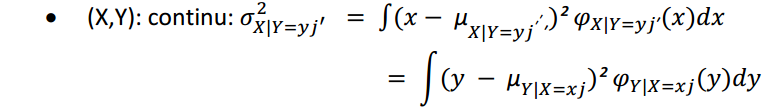 • (X,Y): continu: σ²_{X|Y=yj'} = ∫(x − μ_{X|Y=yj'})² φ_{X|Y=yj'}(x)dx
= ∫(y − μ_{Y|X=xj})² φ_{Y|X=xj}(y)dy